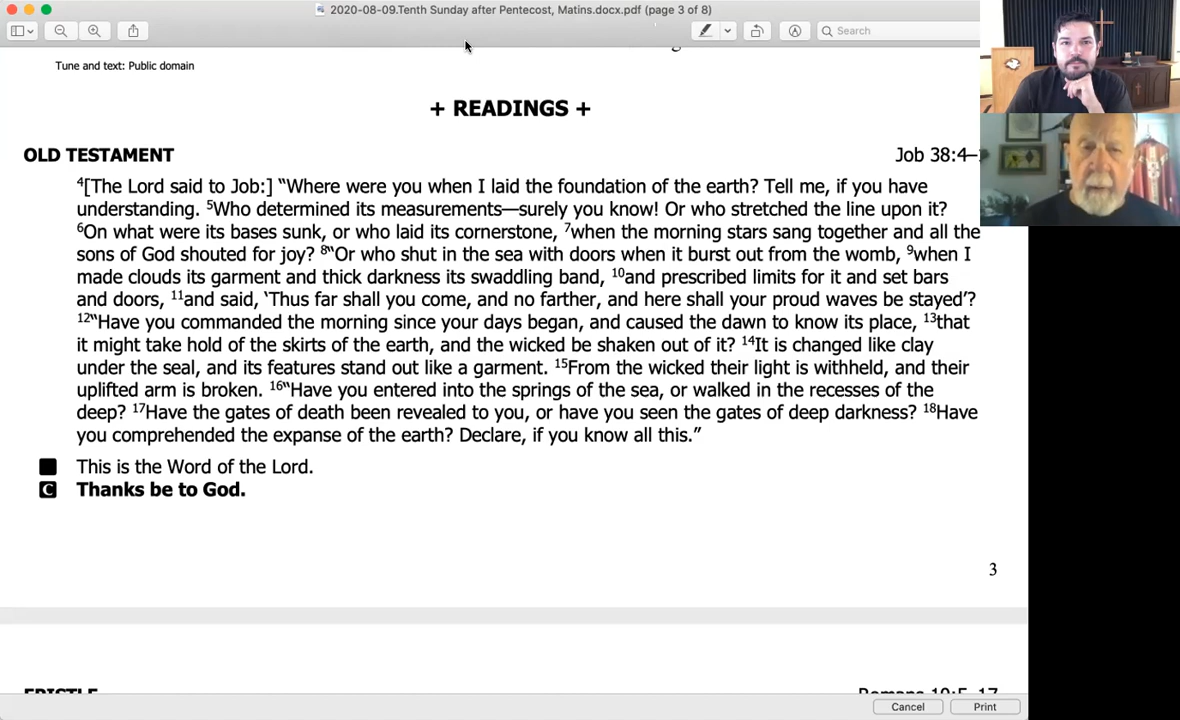 2020-08-09.Tenth Sunday after Pentecost, Matins.docx.pdf (page 3 of 8)
Search
Tune and text: Public domain
+ READINGS +
OLD TESTAMENT Job 38:4–
⁴[The Lord said to Job:] “Where were you when I laid the foundation of the earth? Tell me, if you have
understanding. ⁵Who determined its measurements—surely you know! Or who stretched the line upon it?
⁶On what were its bases sunk, or who laid its cornerstone, ⁷when the morning stars sang together and all the
sons of God shouted for joy? ⁸“Or who shut in the sea with doors when it burst out from the womb, ⁹when I
made clouds its garment and thick darkness its swaddling band, ¹⁰and prescribed limits for it and set bars
and doors, ¹¹and said, ‘Thus far shall you come, and no farther, and here shall your proud waves be stayed’?
¹²“Have you commanded the morning since your days began, and caused the dawn to know its place, ¹³that
it might take hold of the skirts of the earth, and the wicked be shaken out of it? ¹⁴It is changed like clay
under the seal, and its features stand out like a garment. ¹⁵From the wicked their light is withheld, and their
uplifted arm is broken. ¹⁶“Have you entered into the springs of the sea, or walked in the recesses of the
deep? ¹⁷Have the gates of death been revealed to you, or have you seen the gates of deep darkness? ¹⁸Have
you comprehended the expanse of the earth? Declare, if you know all this.”
This is the Word of the Lord.
C Thanks be to God.
3
EPISTLE Romans 10:5–17
Cancel Print